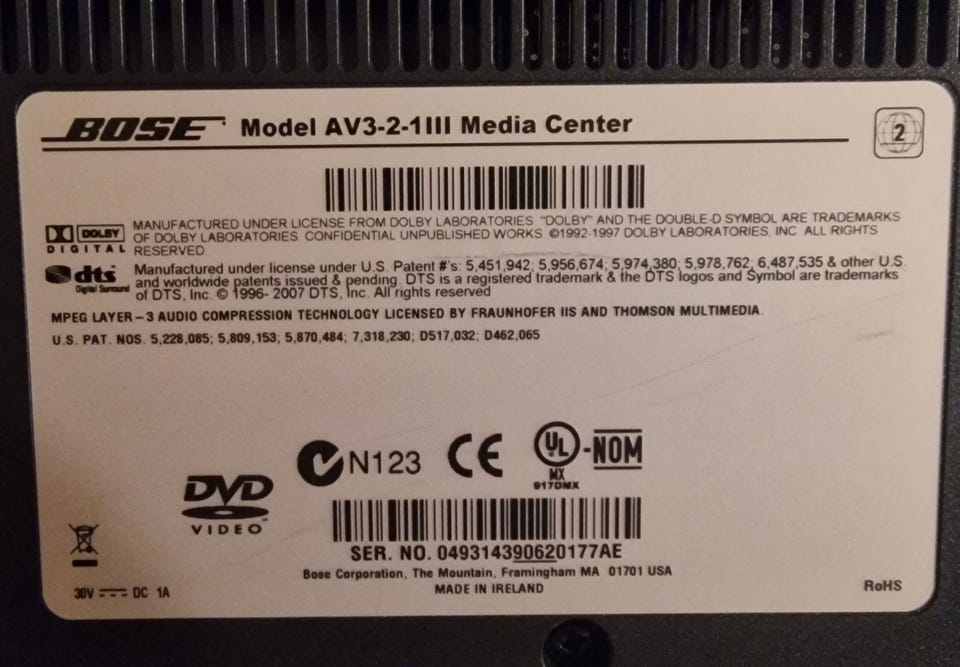 BOSE Model AV3-2-1III Media Center
2
DOLBY
DIGITAL
MANUFACTURED UNDER LICENSE FROM DOLBY LABORATORIES "DOLBY" AND THE DOUBLE-D SYMBOL ARE TRADEMARKS
OF DOLBY LABORATORIES CONFIDENTIAL UNPUBLISHED WORKS ©1992-1997 DOLBY LABORATORIES, INC ALL RIGHTS
RESERVED
dts
Digital Surround
Manufactured under license under U.S. Patent #'s: 5,451,942; 5,956,674; 5,974,380; 5,978,762; 6,487,535 & other U.S.
and worldwide patents issued & pending. DTS is a registered trademark & the DTS logos and Symbol are trademarks
of DTS, Inc. © 1996- 2007 DTS, Inc. All rights reserved
MPEG LAYER-3 AUDIO COMPRESSION TECHNOLOGY LICENSED BY FRAUNHOFER IIS AND THOMSON MULTIMEDIA.
U.S. PAT. NOS. 5,228,085; 5,809,153; 5,870,484; 7,318,230; D517,032; D462,065
N123 CE UL -NOM
MX
917DMX
DVD
VIDEO
SER. NO. 049314390620177AE
Bose Corporation, The Mountain, Framingham MA 01701 USA
MADE IN IRELAND
30V DC 1A
RoHS